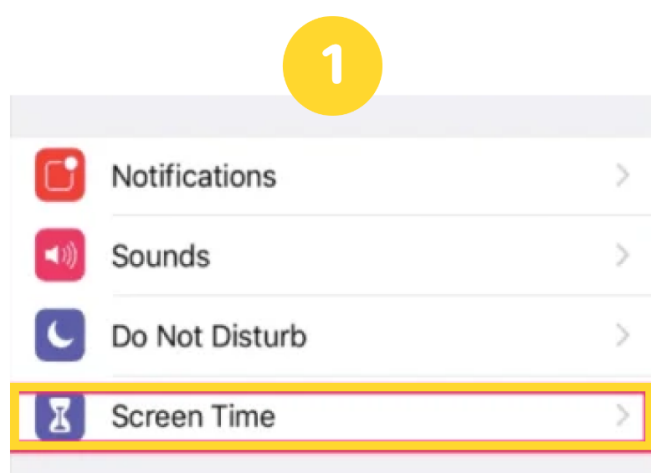 1
Notifications
Sounds
Do Not Disturb
Screen Time